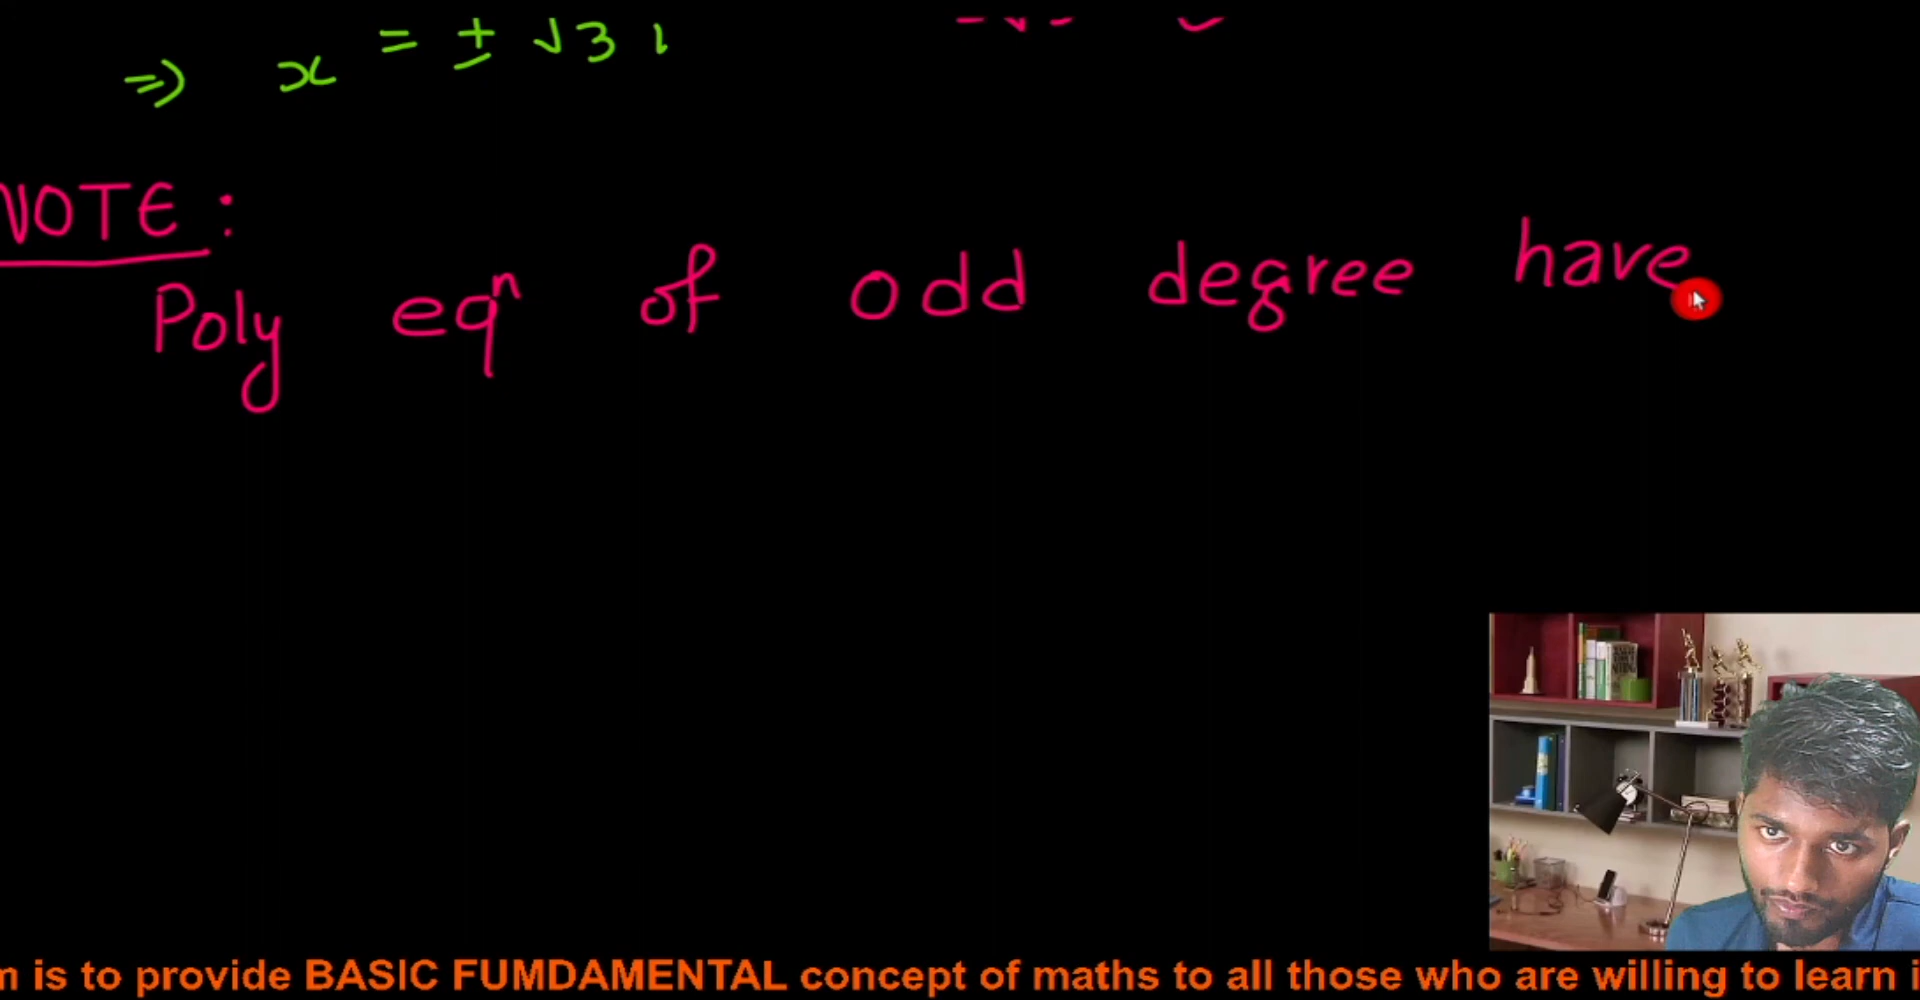 ⇒ x = ± √3 i
NOTE :
Poly eqⁿ of odd degree have
m is to provide BASIC FUMDAMENTAL concept of maths to all those who are willing to learn i